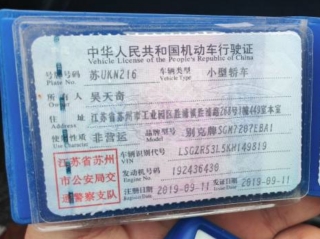 中华人民共和国机动车行驶证
Vehicle License of the People's Republic of China
号牌号码 苏UKN216 车辆类型 小型轿车
Plate No. Vehicle Type
所有人 吴天奇
Owner
住址 江苏省苏州市工业园区
Address
使用性质 非营运 品牌型号 别克牌SGM7207LBA1
Use Character Model
江苏省苏州
市公安局交
通警察支队
车辆识别代号 LSGZR53L5KH149319
VIN
发动机号码 192436430
Engine No.
注册日期 2019-09-11 发证日期 2019-09-11
Register Date Issue Date